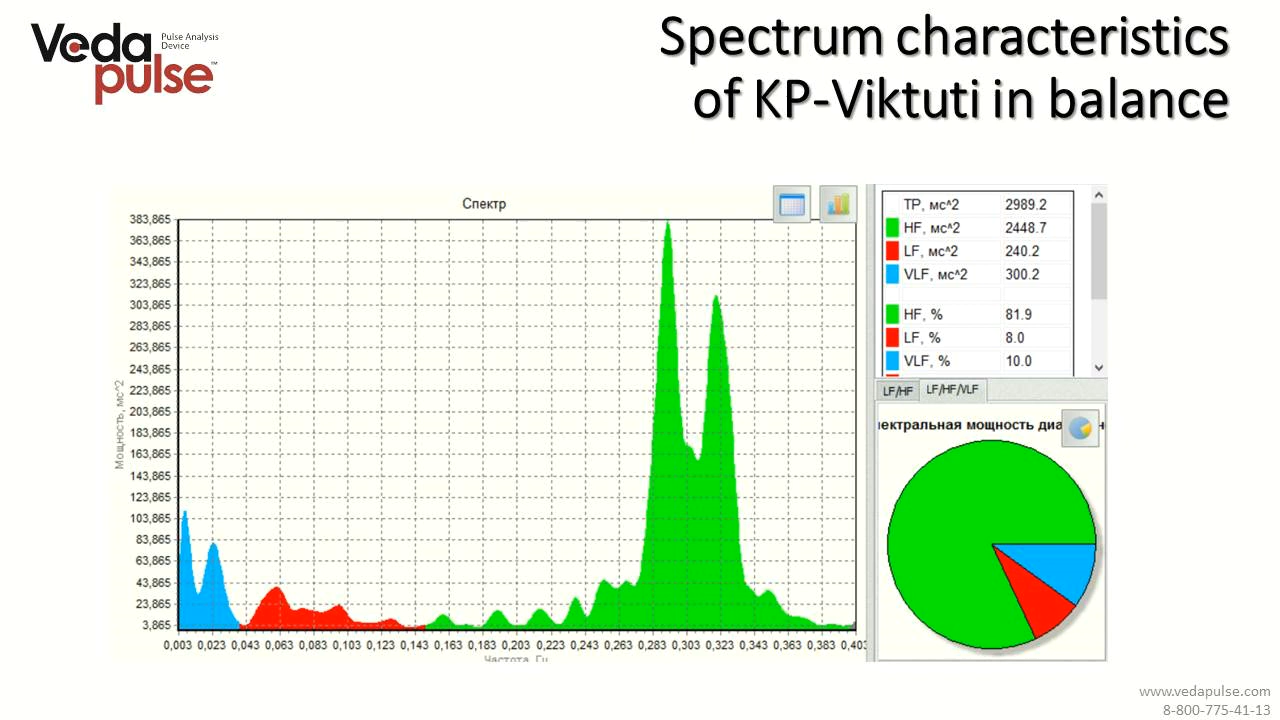 Veda
pulse™
Pulse Analysis
Device
Spectrum characteristics
of KP-Viktuti in balance
Спектр
383,865
363,865
343,865
323,865
303,865
283,865
263,865
243,865
223,865
203,865
183,865
163,865
143,865
123,865
103,865
83,865
63,865
43,865
23,865
3,865
Мощность, мс^2
0,003 0,023 0,043 0,063 0,083 0,103 0,123 0,143 0,163 0,183 0,203 0,223 0,243 0,263 0,283 0,303 0,323 0,343 0,363 0,383 0,403
Частота, Гц
TP, мс^2 2989.2
HF, мс^2 2448.7
LF, мс^2 240.2
VLF, мс^2 300.2
HF, % 81.9
LF, % 8.0
VLF, % 10.0
LF/HF LF/HF/VLF
ектральная мощность диа
www.vedapulse.com
8-800-775-41-13